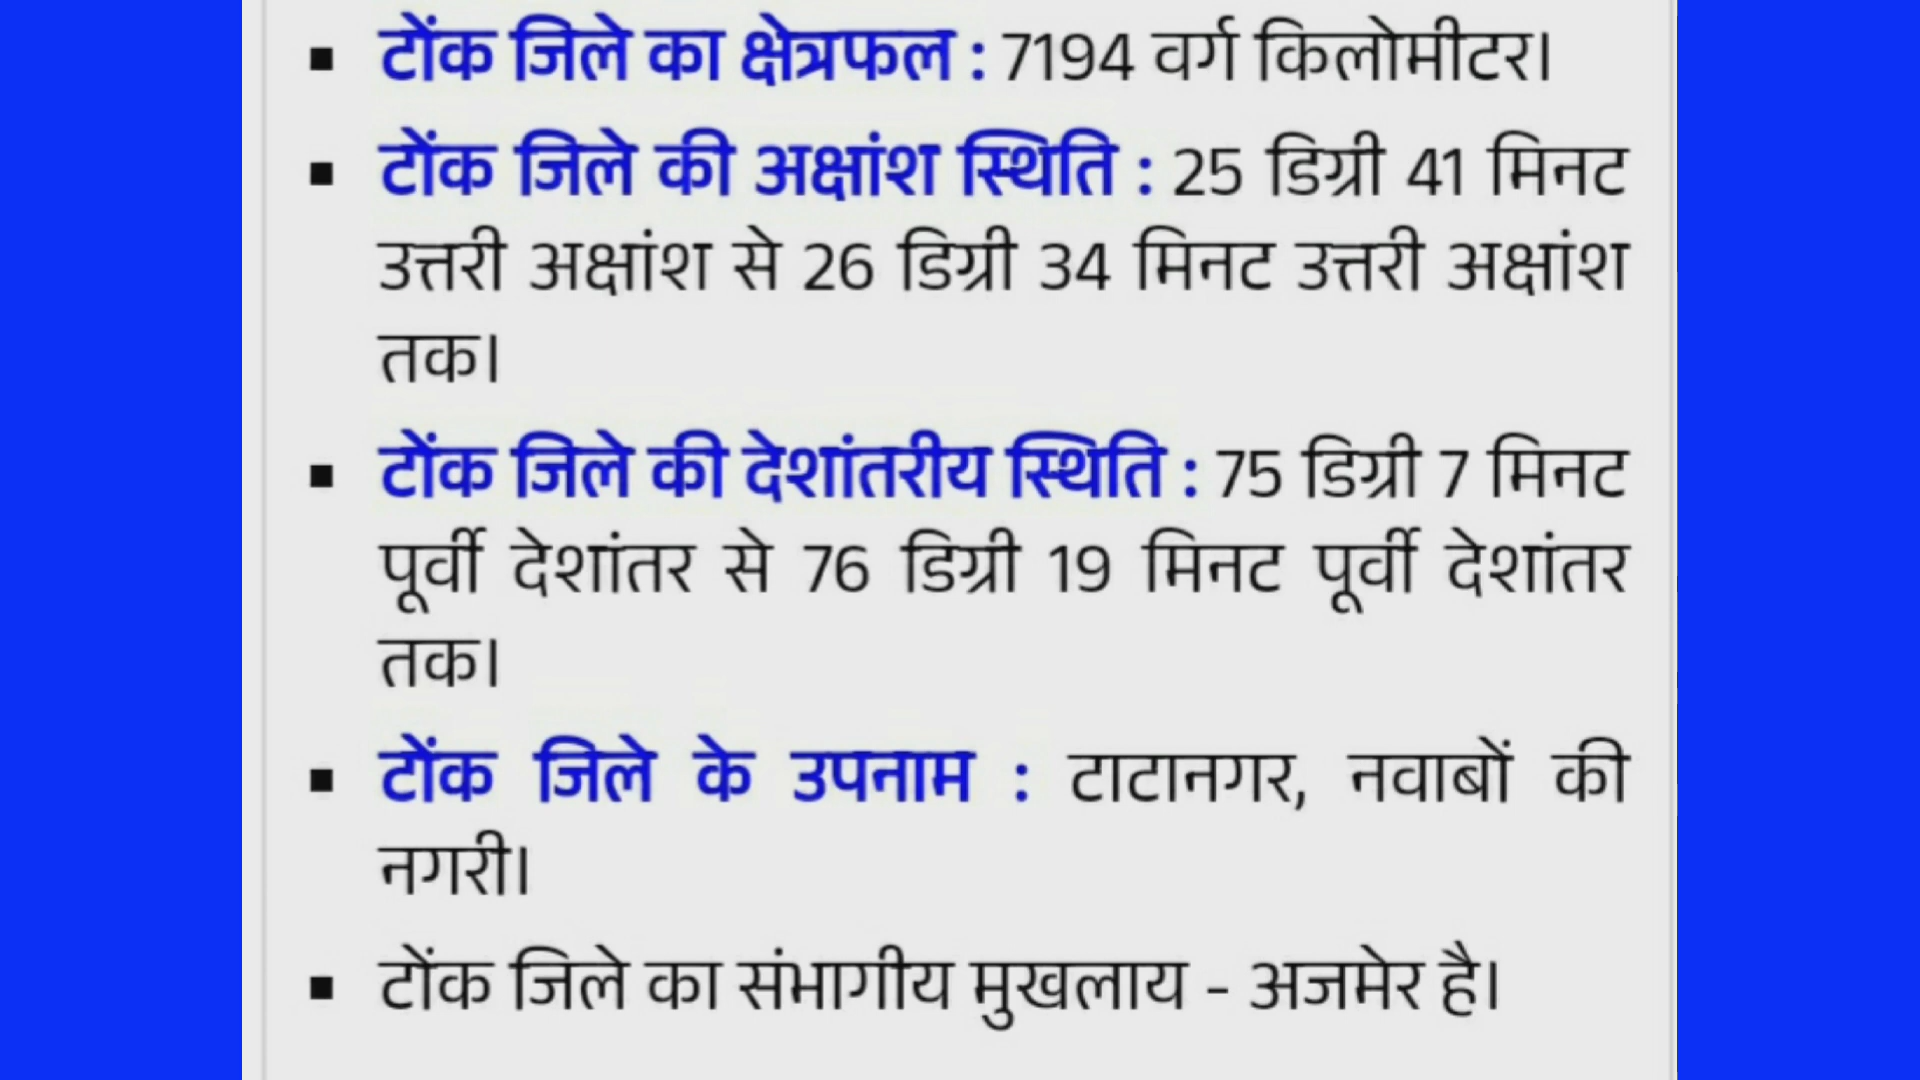 ▪ टोंक जिले का क्षेत्रफल : 7194 वर्ग किलोमीटर।
▪ टोंक जिले की अक्षांश स्थिति : 25 डिग्री 41 मिनट
उत्तरी अक्षांश से 26 डिग्री 34 मिनट उत्तरी अक्षांश
तक।
▪ टोंक जिले की देशांतरीय स्थिति : 75 डिग्री 7 मिनट
पूर्वी देशांतर से 76 डिग्री 19 मिनट पूर्वी देशांतर
तक।
▪ टोंक जिले के उपनाम : टाटानगर, नवाबों की
नगरी।
▪ टोंक जिले का संभागीय मुखलाय - अजमेर है।